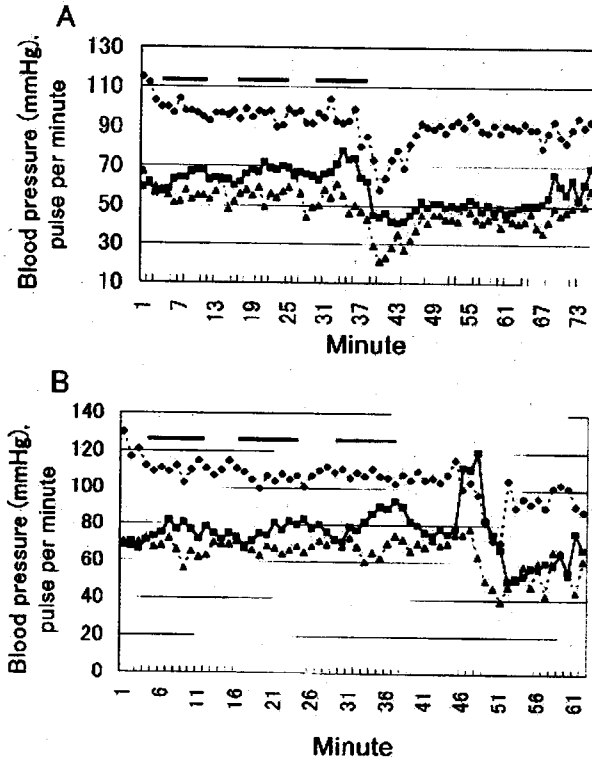 A
Blood pressure (mmHg),
pulse per minute
130
110
90
70
50
30
10
1 7 13 19 25 31 37 43 49 55 61 67 73
Minute
B
Blood pressure (mmHg),
pulse per minute
140
120
100
80
60
40
20
0
1 6 11 16 21 26 31 36 41 46 51 56 61
Minute